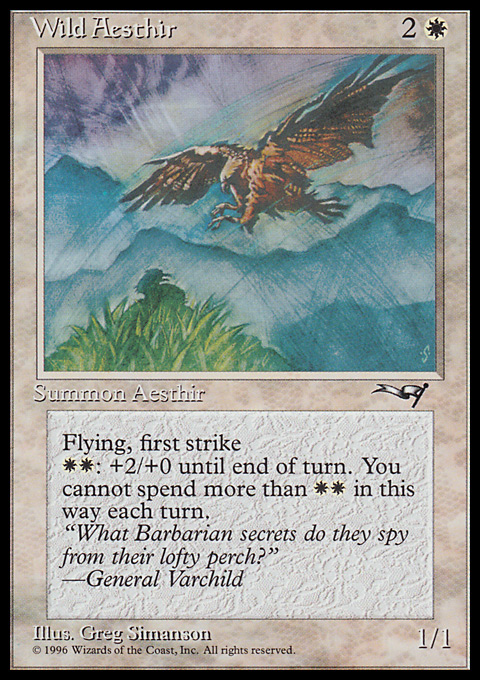 Wild Aesthir 2
Summon Aesthir
Flying, first strike
: +2/+0 until end of turn. You
cannot spend more than in this
way each turn.
“What Barbarian secrets do they spy
from their lofty perch?”
—General Varchild
Illus. Greg Simanson
1/1
© 1996 Wizards of the Coast, Inc. All rights reserved.